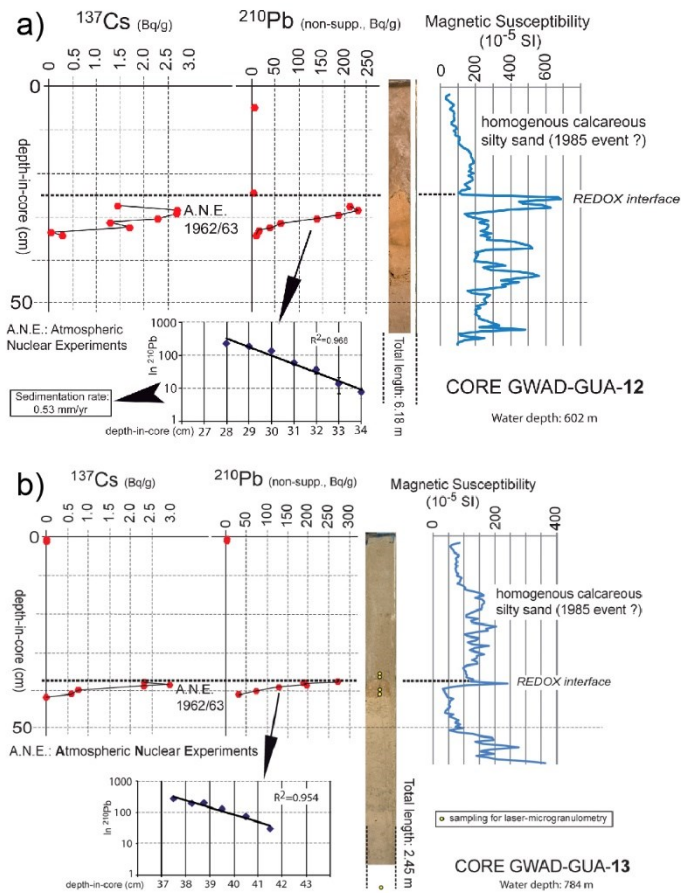 a)
137Cs (Bq/g)
210Pb (non-supp., Bq/g)
Magnetic Susceptibility
(10-5 SI)
0 0.5 1.0 1.5 2.0 3.0
0 50 100 150 200 250
200 400 600
0
depth-in-core (cm)
50
homogenous calcareous
silty sand (1985 event ?)
REDOX interface
A.N.E.
1962/63
A.N.E.: Atmospheric
Nuclear Experiments
ln 210Pb
1000
100
10
1
R2=0.968
depth-in-core (cm) 27 28 29 30 31 32 33 34
Sedimentation rate:
0.53 mm/yr
Total length: 6.18 m
CORE GWAD-GUA-12
Water depth: 602 m
b)
137Cs (Bq/g)
210Pb (non-supp., Bq/g)
Magnetic Susceptibility
(10-5 SI)
0 0.5 1.0 1.5 2.0 2.5 3.0
0 50 100 150 200 250 300
0 200 400
0
depth-in-core (cm)
50
homogenous calcareous
silty sand (1985 event ?)
REDOX interface
A.N.E.
1962/63
A.N.E.: Atmospheric Nuclear Experiments
ln 210Pb
1000
100
10
1
R2=0.954
37 38 39 40 41 42 43
depth-in-core (cm)
Total length: 2.45 m
sampling for laser-microgranulometry
CORE GWAD-GUA-13
Water depth: 784 m